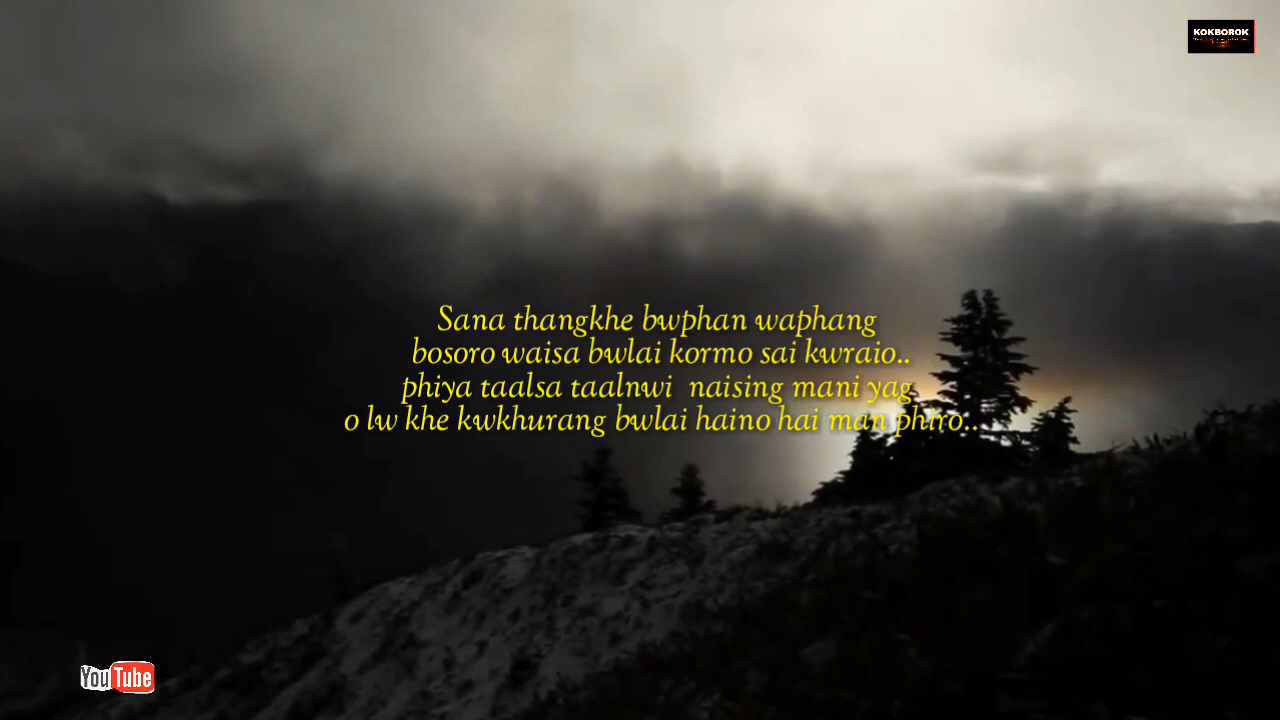 KOKBOROK
Sana thangkhe bwphan waphang
bosoro waisa bwlai kormo sai kwraio..
phiya taalsa taalnwi naising mani yag
o lw khe kwkhurang bwlai haino hai man phiro..
YouTube